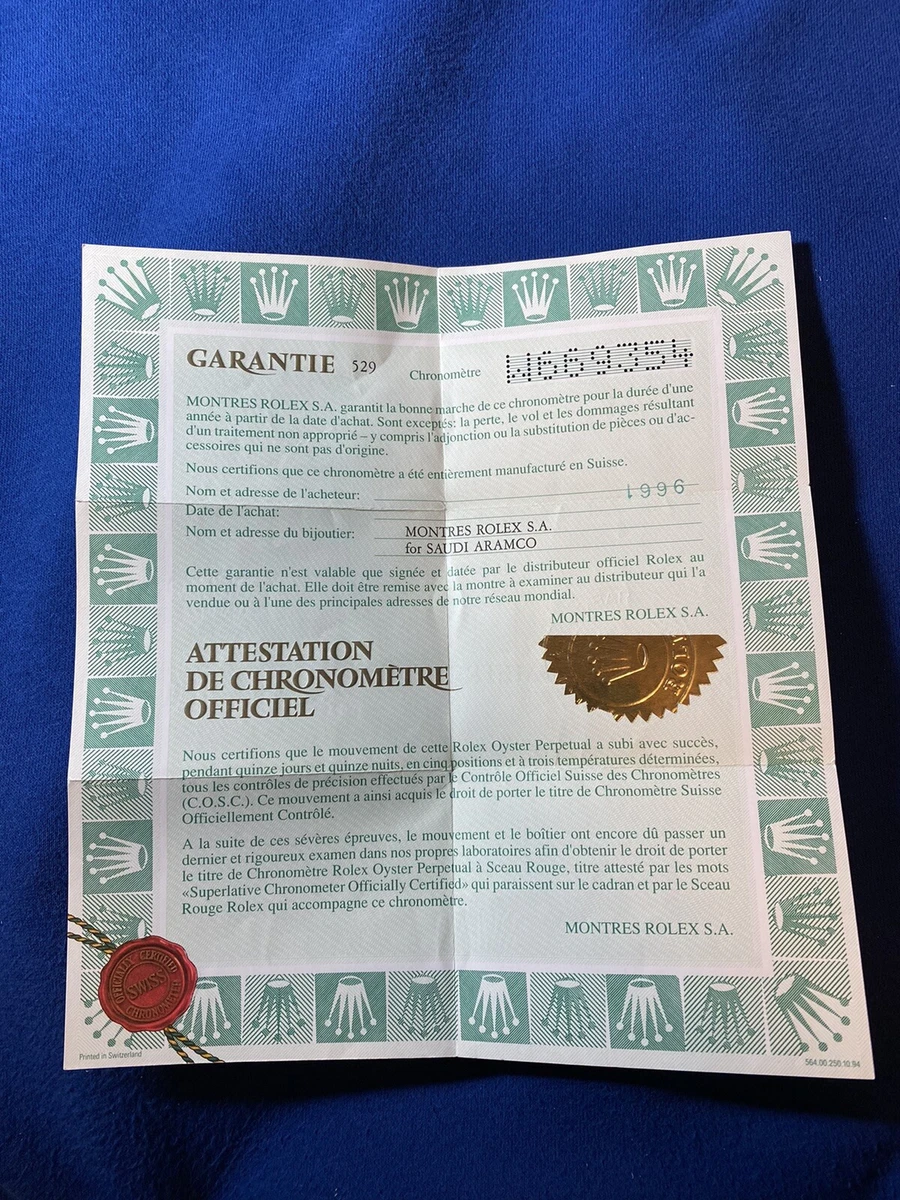 GARANTIE 529 Chronomètre W669354
MONTRES ROLEX S.A. garantit la bonne marche de ce chronomètre pour la durée d'une
année à partir de la date d'achat. Sont exceptés: la perte, le vol et les dommages résultant
d'un traitement non approprié – y compris l'adjonction ou la substitution de pièces ou d'ac-
cessoires qui ne sont pas d'origine.
Nous certifions que ce chronomètre a été entièrement manufacturé en Suisse.
Nom et adresse de l'acheteur: 1996
Date de l'achat:
Nom et adresse du bijoutier: MONTRES ROLEX S.A.
for SAUDI ARAMCO
Cette garantie n'est valable que signée et datée par le distributeur officiel Rolex au
moment de l'achat. Elle doit être remise avec la montre à examiner au distributeur qui l'a
vendue ou à l'une des principales adresses de notre réseau mondial.
MONTRES ROLEX S.A.
ATTESTATION
DE CHRONOMÈTRE
OFFICIEL
Nous certifions que le mouvement de cette Rolex Oyster Perpetual a subi avec succès,
pendant quinze jours et quinze nuits, en cinq positions et à trois températures déterminées,
tous les contrôles de précision effectués par le Contrôle Officiel Suisse des Chronomètres
(C.O.S.C.). Ce mouvement a ainsi acquis le droit de porter le titre de Chronomètre Suisse
Officiellement Contrôlé.
A la suite de ces sévères épreuves, le mouvement et le boîtier ont encore dû passer un
dernier et rigoureux examen dans nos propres laboratoires afin d'obtenir le droit de porter
le titre de Chronomètre Rolex Oyster Perpetual à Sceau Rouge, titre attesté par les mots
«Superlative Chronometer Officially Certified» qui paraissent sur le cadran et par le Sceau
Rouge Rolex qui accompagne ce chronomètre.
MONTRES ROLEX S.A.
OFFICIALLY CERTIFIED
SWISS
CHRONOMETER
Printed in Switzerland
564.00.250.10.94